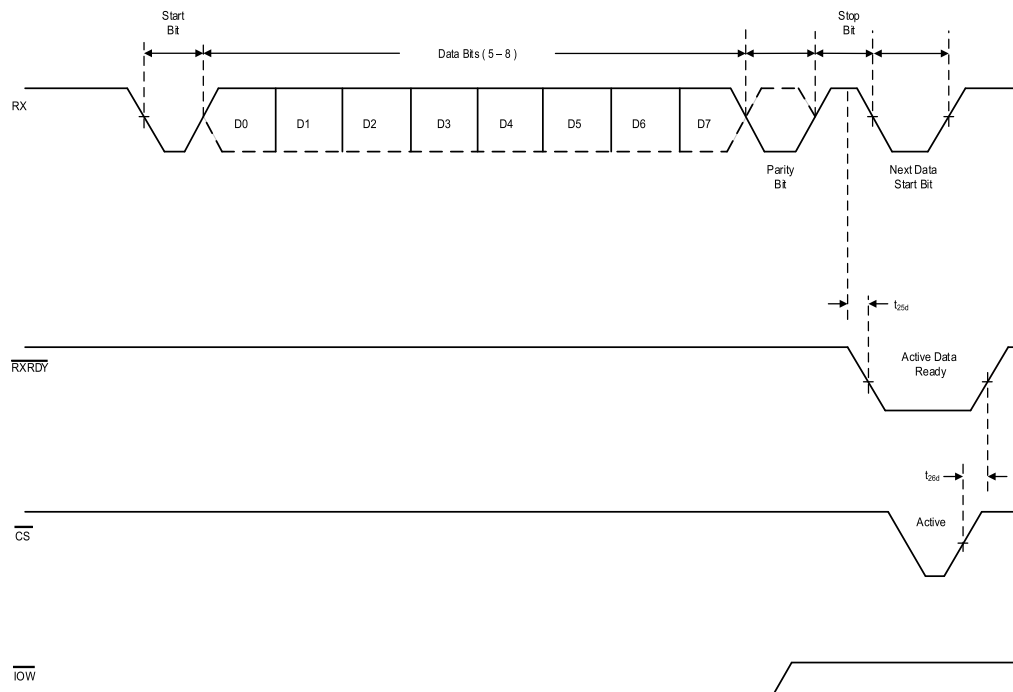 Start
Bit
Stop
Bit
Data Bits ( 5 – 8 )
RX
D0 D1 D2 D3 D4 D5 D6 D7
Parity
Bit
Next Data
Start Bit
t25d
RXRDY
Active Data
Ready
t26d
CS
Active
IOW